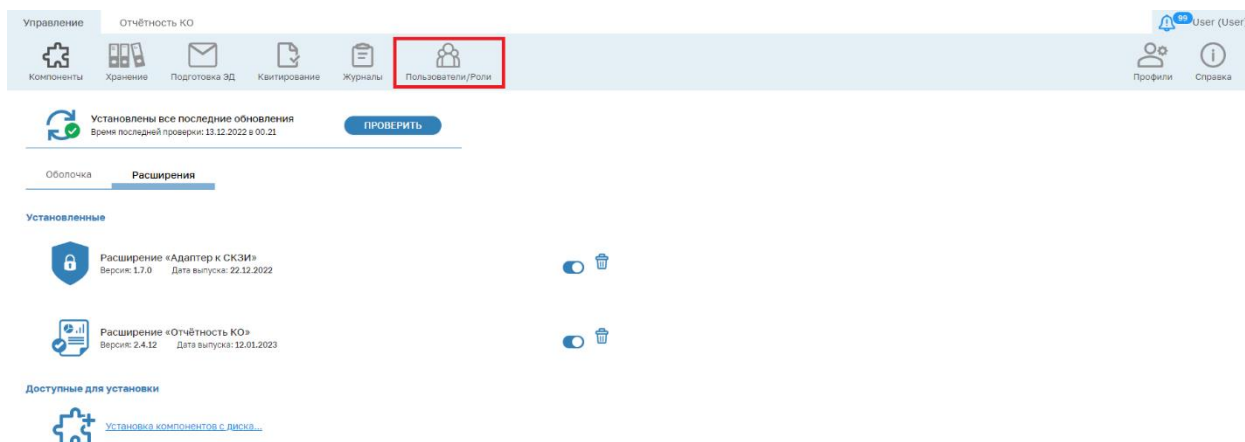 Управление Отчётность КО 99 User (User
Компоненты Хранение Подготовка ЭД Квитирование Журналы Пользователи/Роли Профили Справка
Установлены все последние обновления
Время последней проверки: 13.12.2022 в 00.21
ПРОВЕРИТЬ
Оболочка Расширения
Установленные
Расширение «Адаптер к СКЗИ»
Версия: 1.7.0 Дата выпуска: 22.12.2022
Расширение «Отчётность КО»
Версия: 2.4.12 Дата выпуска: 12.01.2023
Доступные для установки
Установка компонентов с диска...